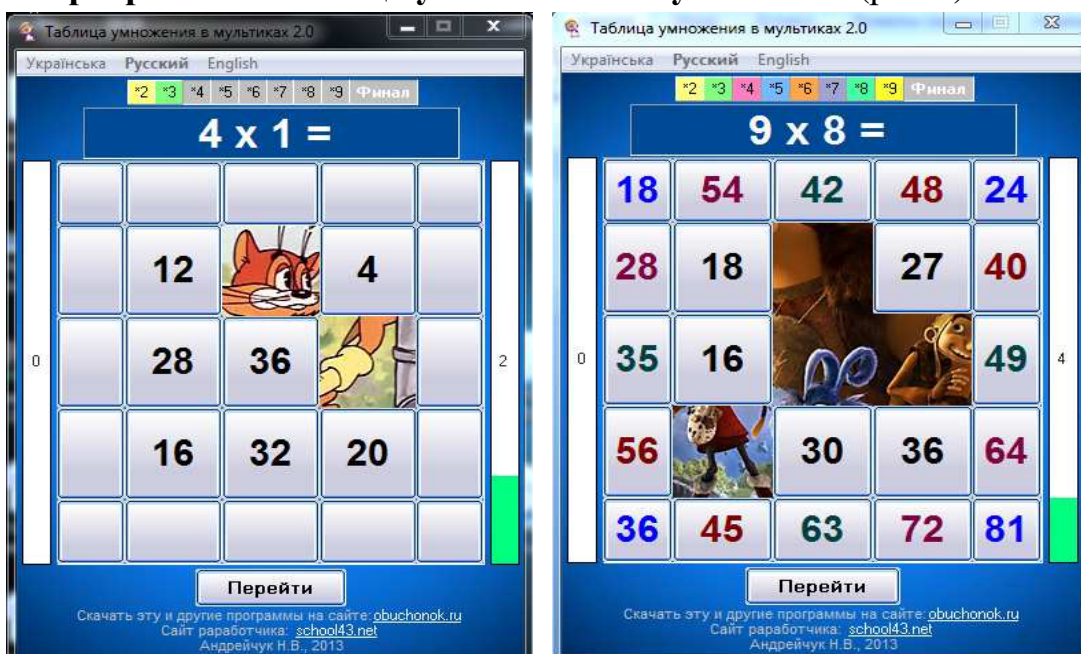 Таблица умножения в мультиках 2.0
Українська Русский English
*2 *3 *4 *5 *6 *7 *8 *9 Финал
4 x 1 =
12 4
0 28 36 2
16 32 20
Перейти
Скачать эту и другие программы на сайте: obuchonok.ru
Сайт раработчика: school43.net
Андрейчук Н.В., 2013
Таблица умножения в мультиках 2.0
Українська Русский English
*2 *3 *4 *5 *6 *7 *8 *9 Финал
9 x 8 =
18 54 42 48 24
28 18 27 40
0 35 16 49 4
56 30 36 64
36 45 63 72 81
Перейти
Скачать эту и другие программы на сайте: obuchonok.ru
Сайт раработчика: school43.net
Андрейчук Н.В., 2013